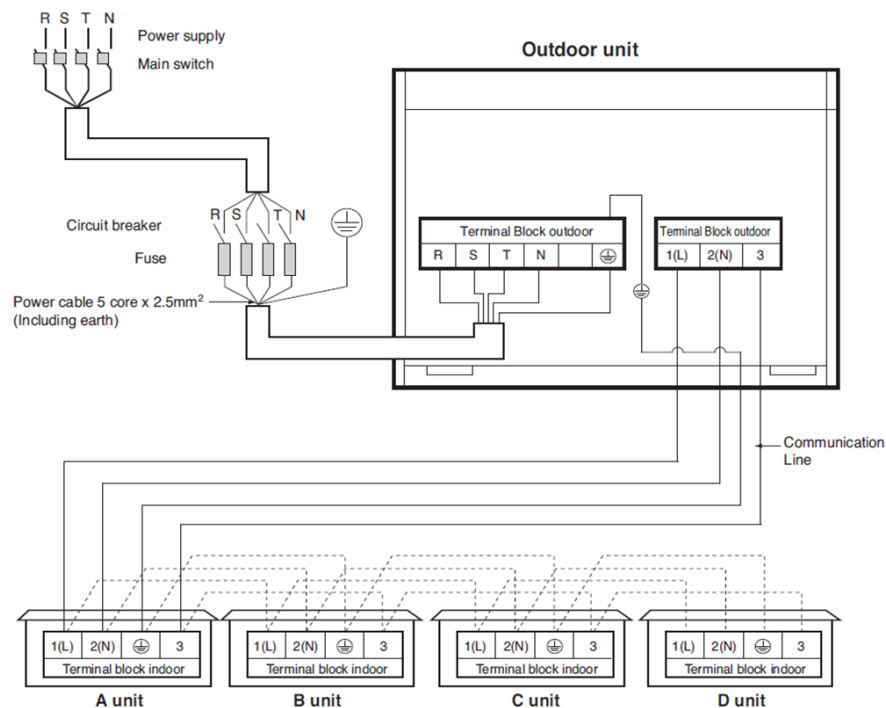 R S T N
Power supply
Main switch
Outdoor unit
R S T N
Circuit breaker
Fuse
Power cable 5 core x 2.5mm²
(Including earth)
Terminal Block outdoor
R S T N
Terminal Block outdoor
1(L) 2(N) 3
Communication
Line
1(L) 2(N) 3
Terminal block indoor
A unit
1(L) 2(N) 3
Terminal block indoor
B unit
1(L) 2(N) 3
Terminal block indoor
C unit
1(L) 2(N) 3
Terminal block indoor
D unit